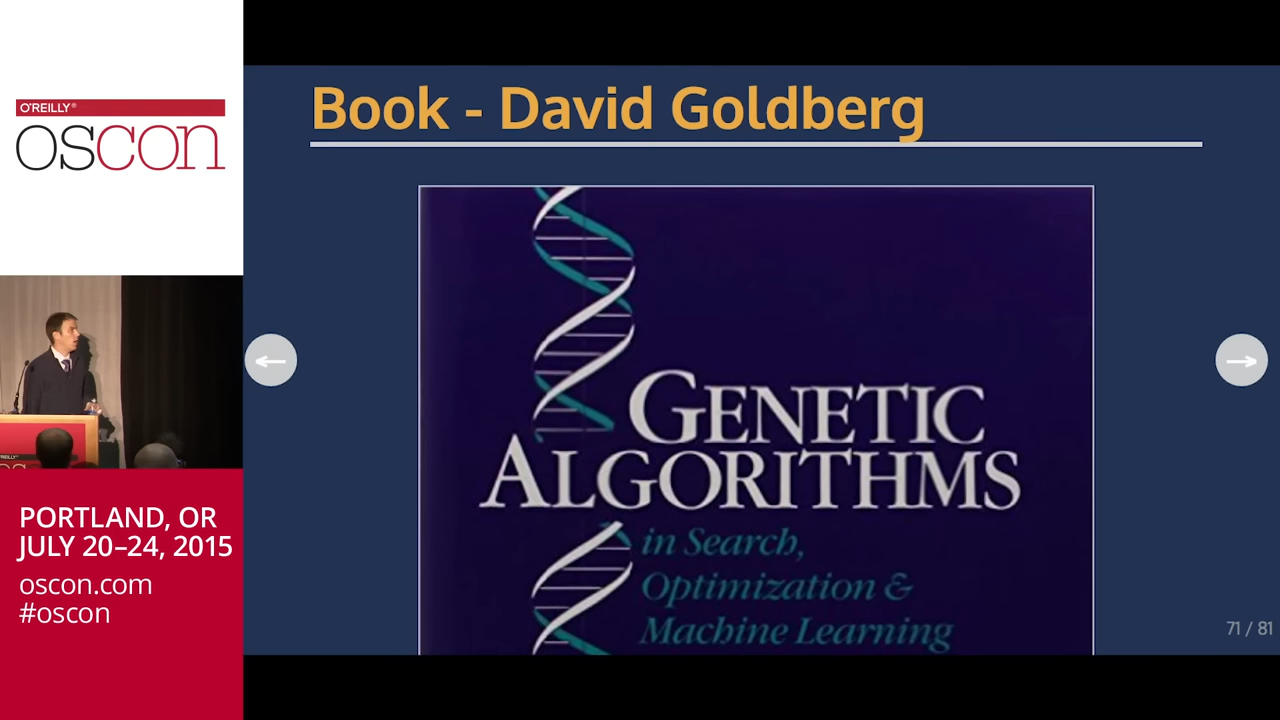 O'REILLY®
oscon
O'REILLY®
PORTLAND, OR
JULY 20–24, 2015
oscon.com
#oscon
Book - David Goldberg
←
→
GENETIC
ALGORITHMS
in Search,
Optimization &
Machine Learning
71 / 81